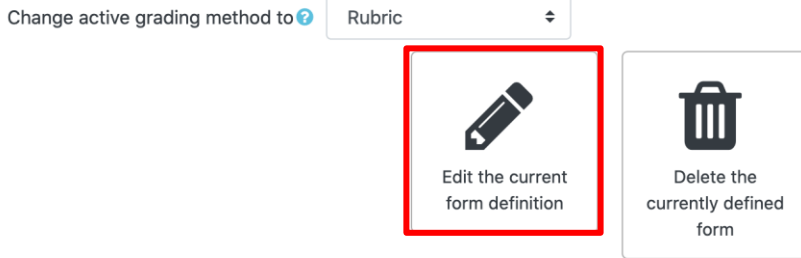 Change active grading method to
Rubric
Edit the current
form definition
Delete the
currently defined
form